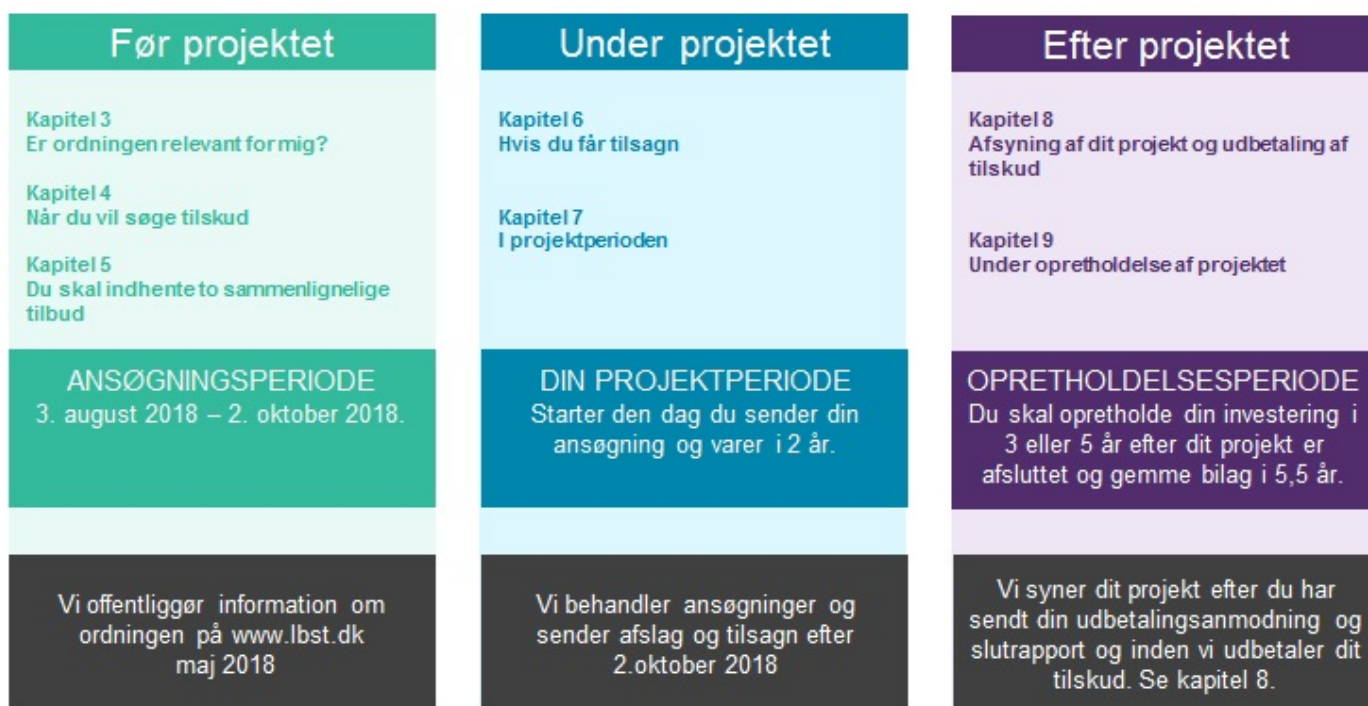 Før projektet
Kapitel 3
Er ordningen relevant for mig?
Kapitel 4
Når du vil søge tilskud
Kapitel 5
Du skal indhente to sammenlignelige
tilbud
ANSØGNINGSPERIODE
3. august 2018 – 2. oktober 2018.
Vi offentliggør information om
ordningen på www.lbst.dk
maj 2018
Under projektet
Kapitel 6
Hvis du får tilsagn
Kapitel 7
I projektperioden
DIN PROJEKTPERIODE
Starter den dag du sender din
ansøgning og varer i 2 år.
Vi behandler ansøgninger og
sender afslag og tilsagn efter
2.oktober 2018
Efter projektet
Kapitel 8
Afsyning af dit projekt og udbetaling af
tilskud
Kapitel 9
Under opretholdelse af projektet
OPRETHOLDELSESPERIODE
Du skal opretholde din investering i
3 eller 5 år efter dit projekt er
afsluttet og gemme bilag i 5,5 år.
Vi syner dit projekt efter du har
sendt din udbetalingsanmodning og
slutrapport og inden vi udbetaler dit
tilskud. Se kapitel 8.